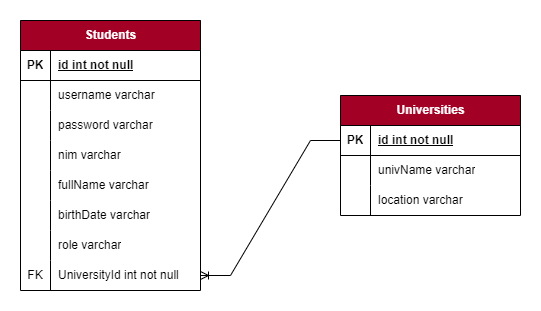 Students
PK id int not null
username varchar
password varchar
nim varchar
fullName varchar
birthDate varchar
role varchar
FK UniversityId int not null
Universities
PK id int not null
univName varchar
location varchar